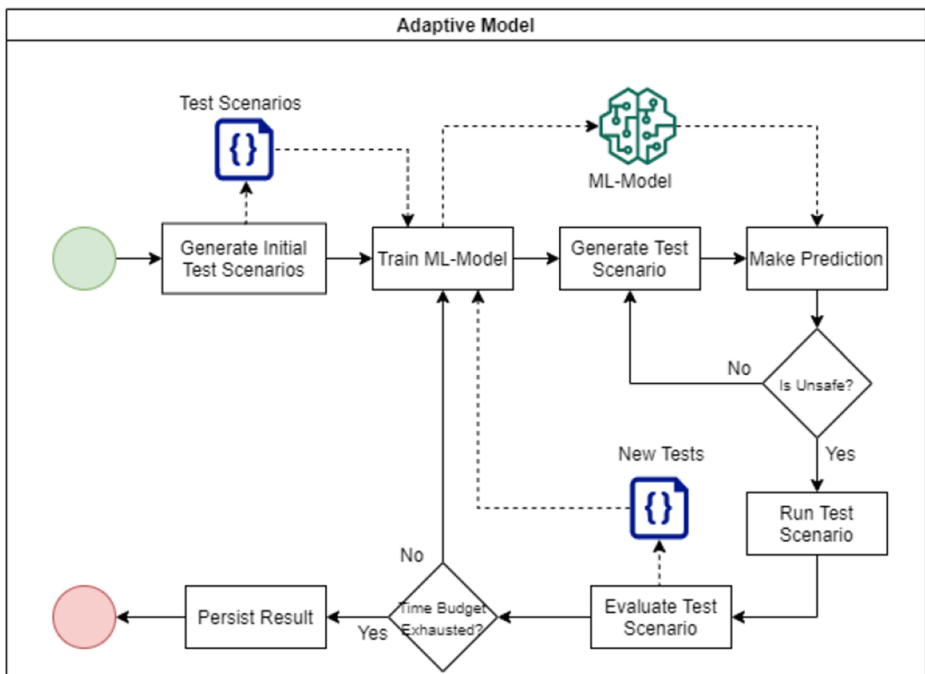 Adaptive Model
Test Scenarios
{}
ML-Model
Generate Initial
Test Scenarios
Train ML-Model
Generate Test
Scenario
Make Prediction
No
Is Unsafe?
Yes
New Tests
{}
Run Test
Scenario
No
Persist Result
Yes
Time Budget
Exhausted?
Evaluate Test
Scenario